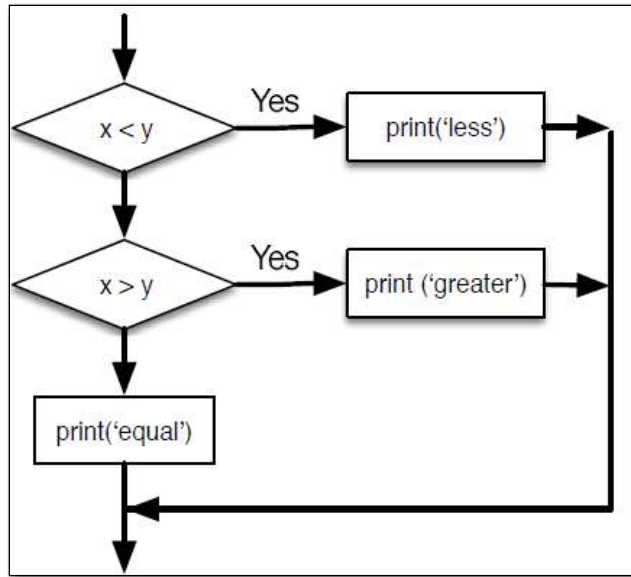 Yes
x < y
print(‘less’)
Yes
x > y
print (‘greater’)
print(‘equal’)